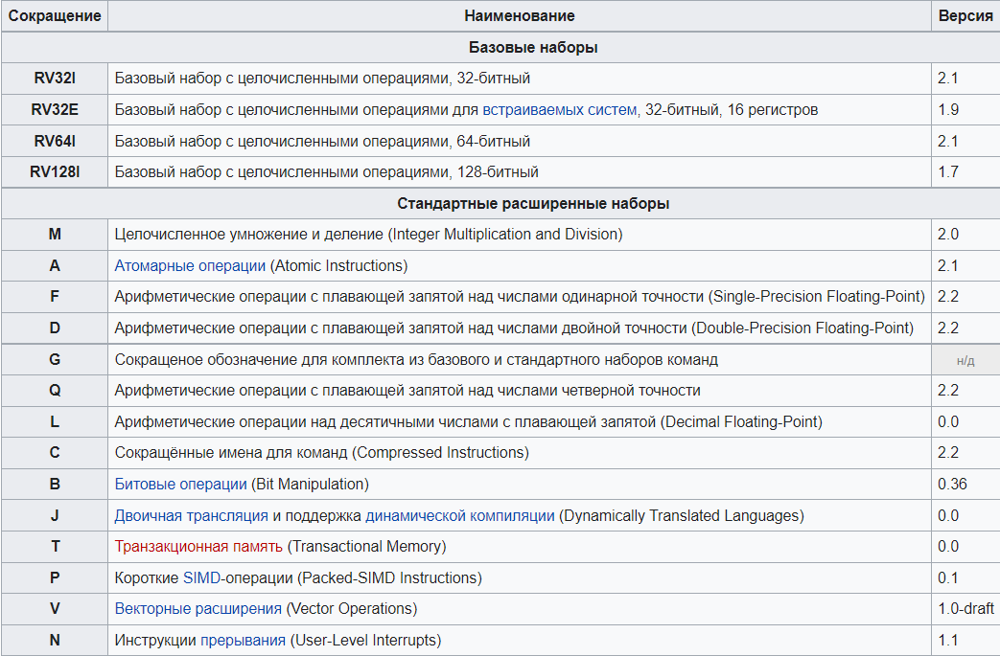 Сокращение Наименование Версия
Базовые наборы
RV32I Базовый набор с целочисленными операциями, 32-битный 2.1
RV32E Базовый набор с целочисленными операциями для встраиваемых систем, 32-битный, 16 регистров 1.9
RV64I Базовый набор с целочисленными операциями, 64-битный 2.1
RV128I Базовый набор с целочисленными операциями, 128-битный 1.7
Стандартные расширенные наборы
M Целочисленное умножение и деление (Integer Multiplication and Division) 2.0
A Атомарные операции (Atomic Instructions) 2.1
F Арифметические операции с плавающей запятой над числами одинарной точности (Single-Precision Floating-Point) 2.2
D Арифметические операции с плавающей запятой над числами двойной точности (Double-Precision Floating-Point) 2.2
G Сокращеное обозначение для комплекта из базового и стандартного наборов команд н/д
Q Арифметические операции с плавающей запятой над числами четверной точности 2.2
L Арифметические операции над десятичными числами с плавающей запятой (Decimal Floating-Point) 0.0
C Сокращённые имена для команд (Compressed Instructions) 2.2
B Битовые операции (Bit Manipulation) 0.36
J Двоичная трансляция и поддержка динамической компиляции (Dynamically Translated Languages) 0.0
T Транзакционная память (Transactional Memory) 0.0
P Короткие SIMD-операции (Packed-SIMD Instructions) 0.1
V Векторные расширения (Vector Operations) 1.0-draft
N Инструкции прерывания (User-Level Interrupts) 1.1